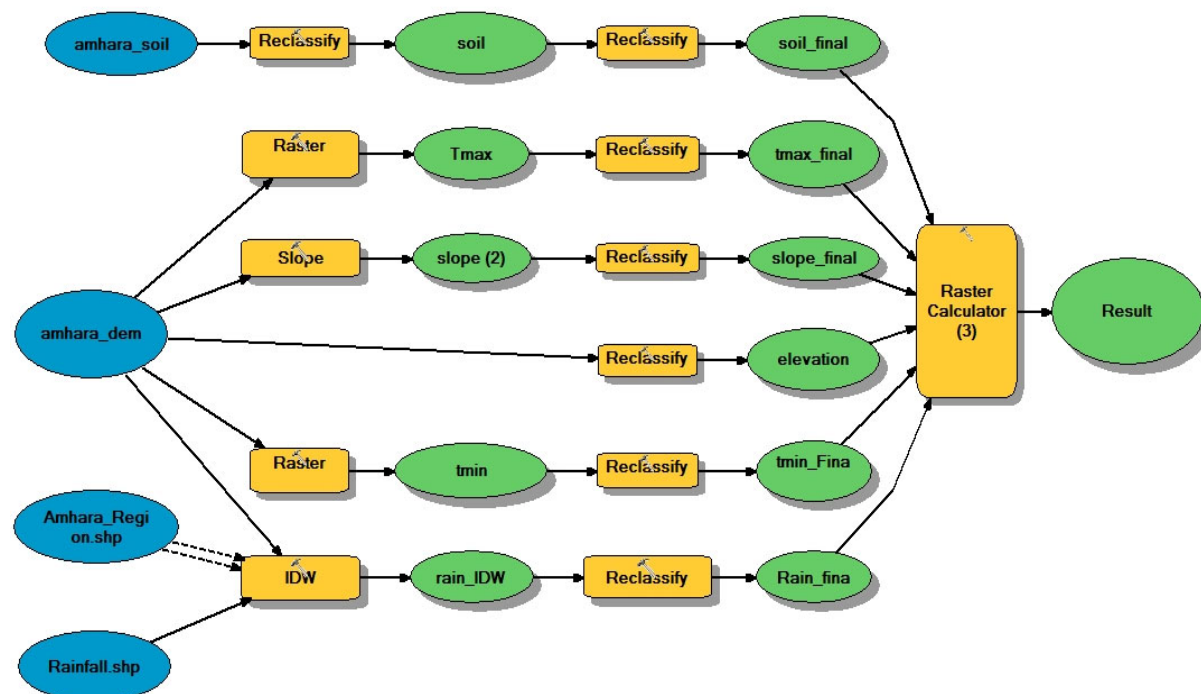 amhara_soil
Reclassify
soil
Reclassify
soil_final
Raster
Tmax
Reclassify
tmax_final
Slope
slope (2)
Reclassify
slope_final
amhara_dem
Reclassify
elevation
Raster
Calculator
(3)
Result
Raster
tmin
Reclassify
tmin_Fina
Amhara_Regi
on.shp
IDW
rain_IDW
Reclassify
Rain_fina
Rainfall.shp